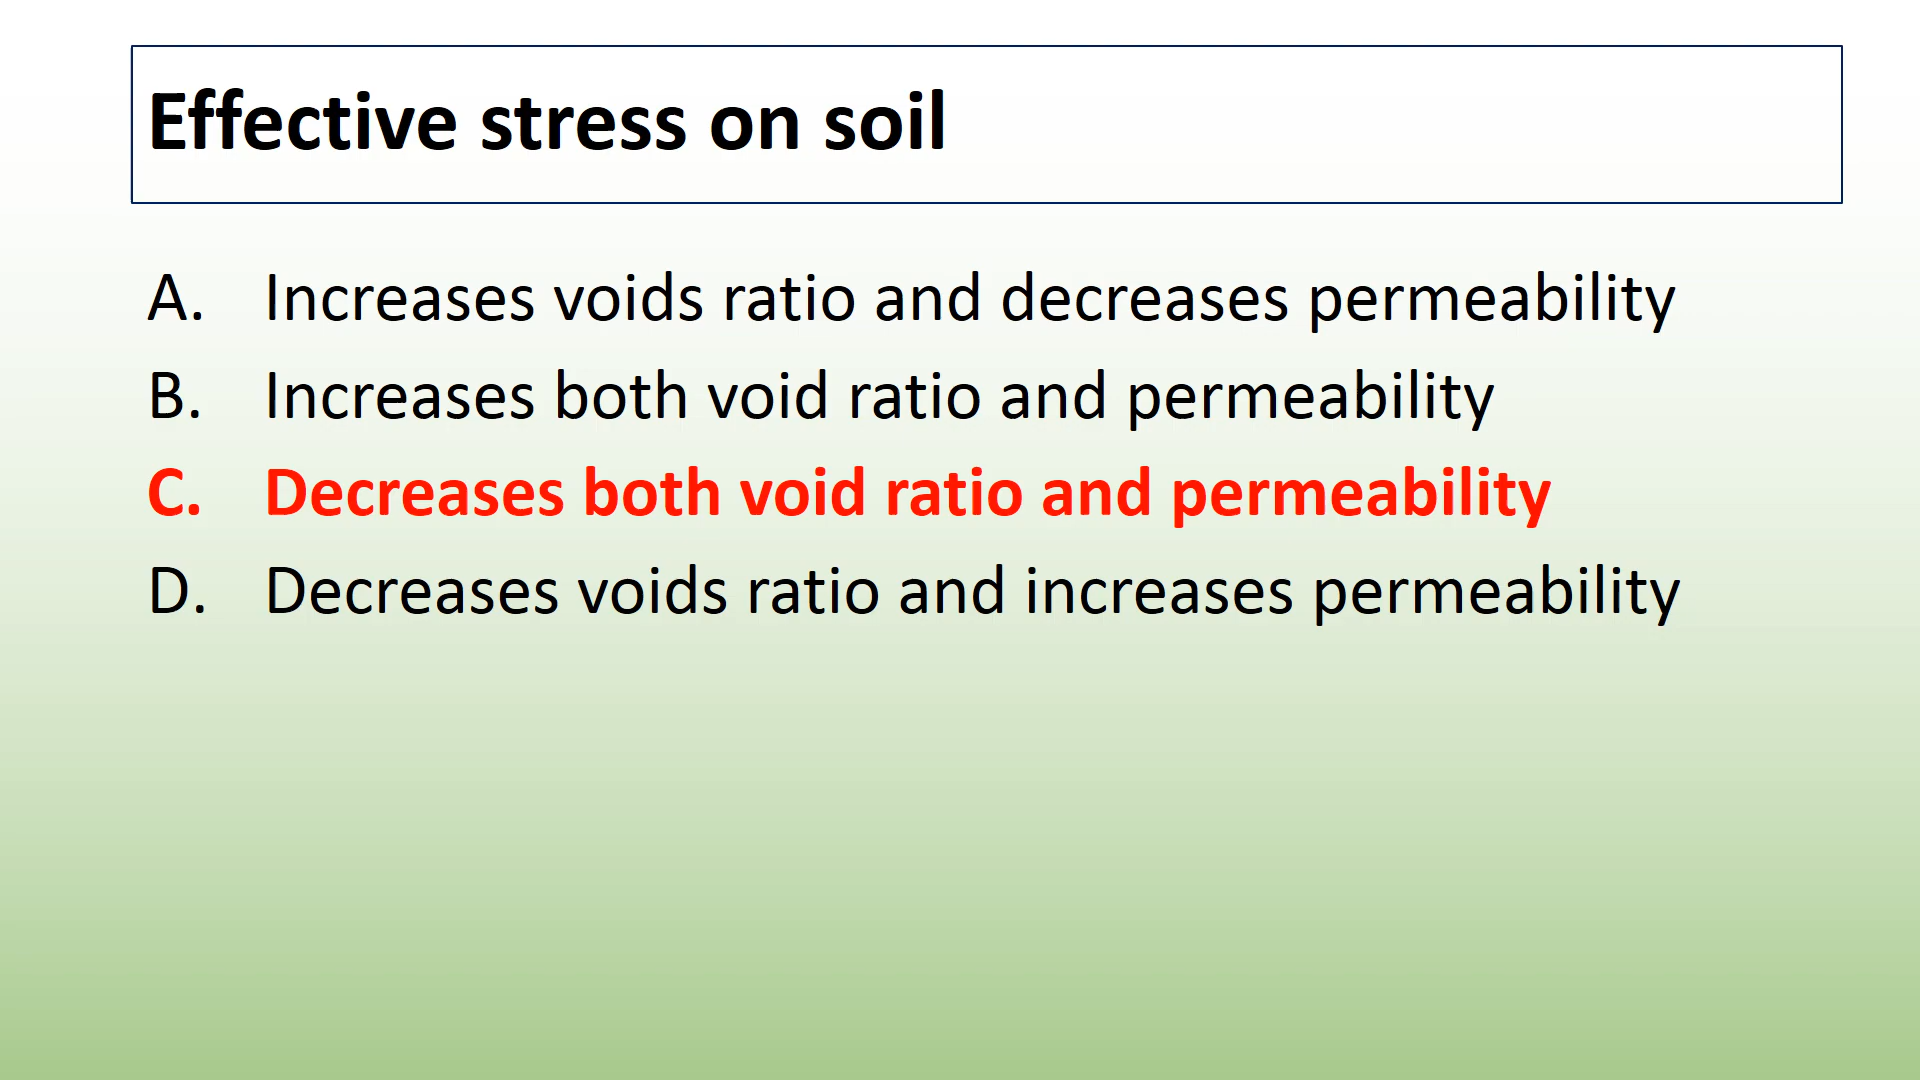 Effective stress on soil
A. Increases voids ratio and decreases permeability
B. Increases both void ratio and permeability
C. Decreases both void ratio and permeability
D. Decreases voids ratio and increases permeability